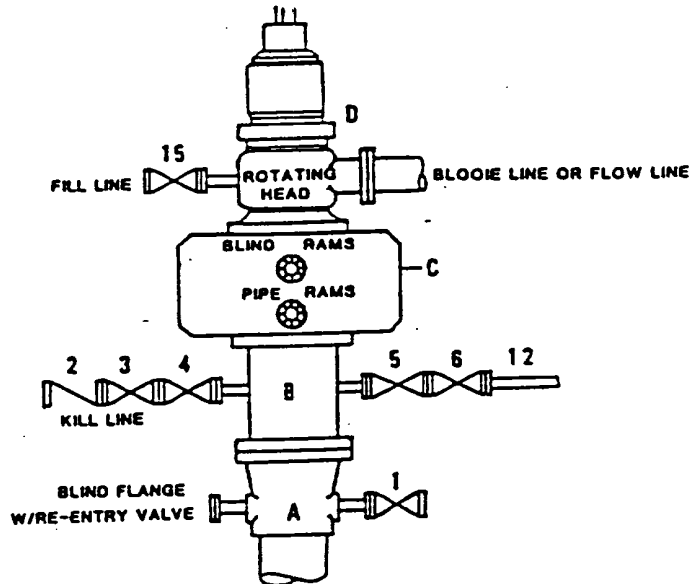 D
15
FILL LINE
ROTATING
HEAD
BLOOIE LINE OR FLOW LINE
BLIND RAMS
C
PIPE RAMS
2 3 4
5 6 12
B
KILL LINE
BLIND FLANGE
W/RE-ENTRY VALVE
1
A